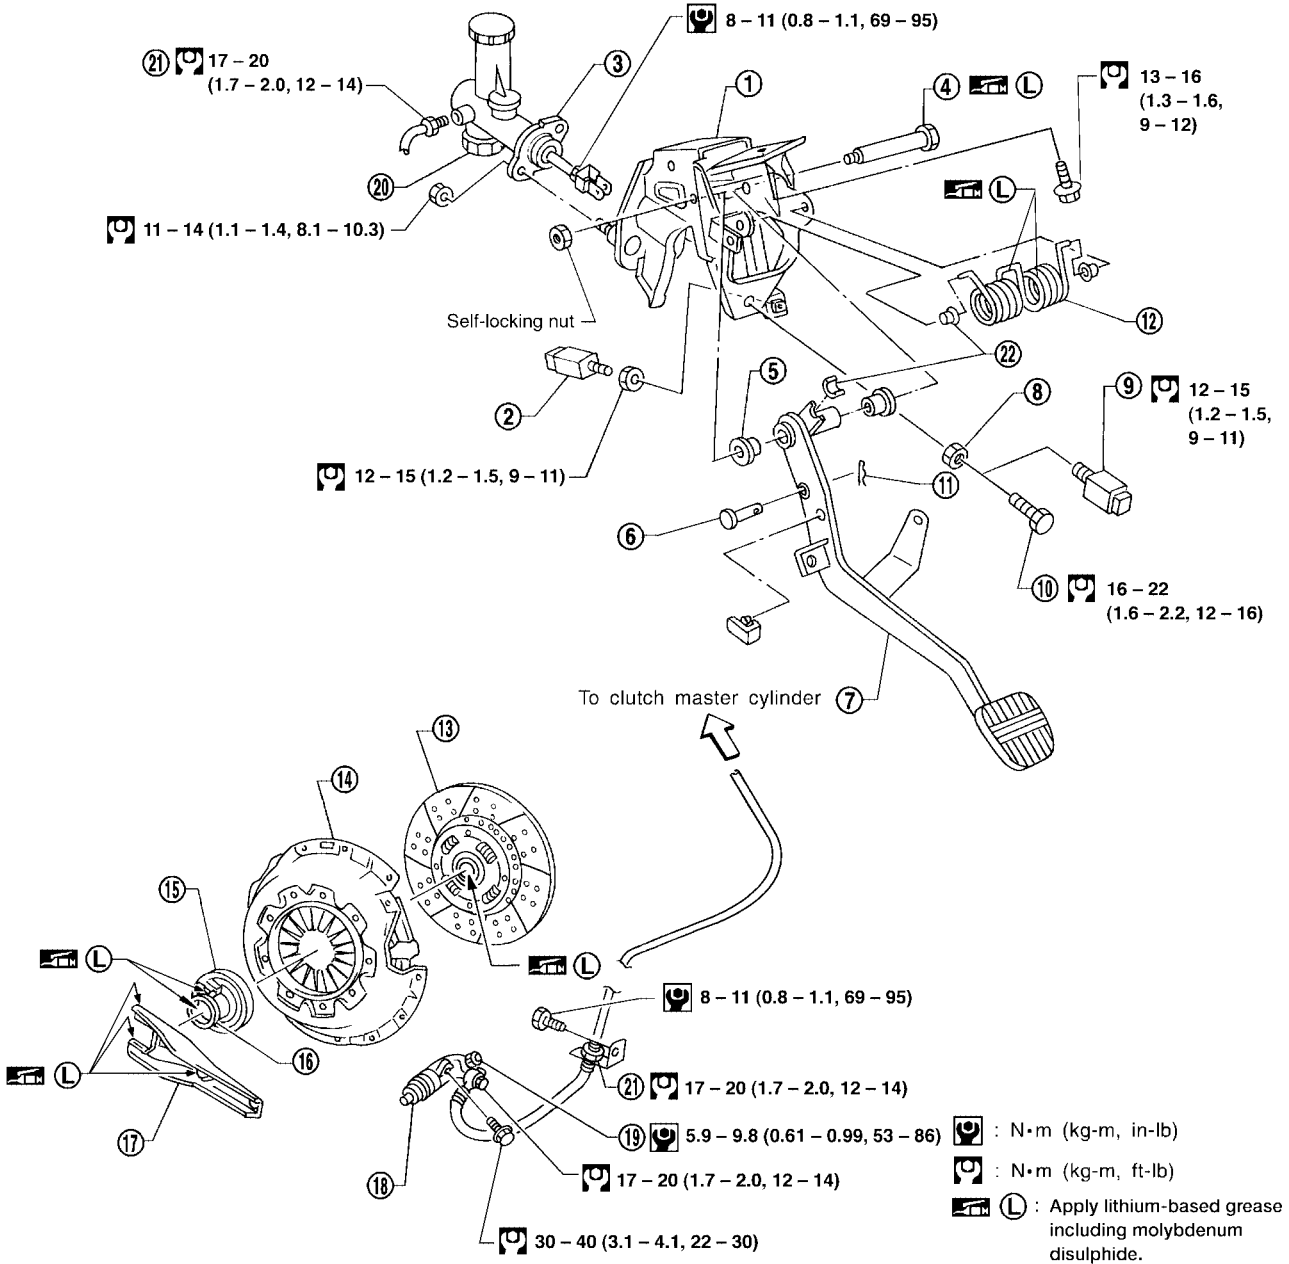 8 – 11 (0.8 – 1.1, 69 – 95)
21 17 – 20
(1.7 – 2.0, 12 – 14)
3
1
4 L
13 – 16
(1.3 – 1.6,
9 – 12)
20
L
11 – 14 (1.1 – 1.4, 8.1 – 10.3)
Self-locking nut
12
22
2
5
8
9 12 – 15
(1.2 – 1.5,
9 – 11)
12 – 15 (1.2 – 1.5, 9 – 11)
11
6
10 16 – 22
(1.6 – 2.2, 12 – 16)
To clutch master cylinder 7
13
14
15
L
L
8 – 11 (0.8 – 1.1, 69 – 95)
16
L
21 17 – 20 (1.7 – 2.0, 12 – 14)
17
19 5.9 – 9.8 (0.61 – 0.99, 53 – 86)
18
17 – 20 (1.7 – 2.0, 12 – 14)
30 – 40 (3.1 – 4.1, 22 – 30)
: N•m (kg-m, in-lb)
: N•m (kg-m, ft-lb)
L : Apply lithium-based grease
including molybdenum
disulphide.